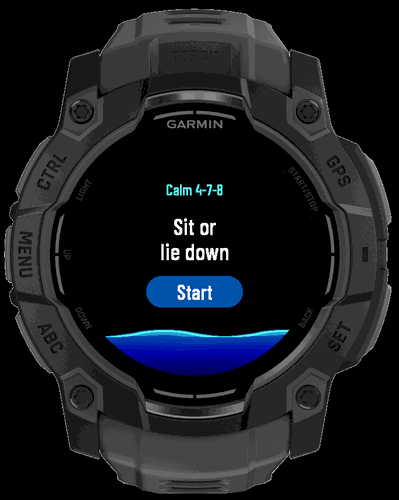 GARMIN
CTRL
LIGHT
START/STOP
GPS
Calm 4-7-8
Sit or
lie down
Start
MENU
UP
ABC
DOWN
BACK
SET